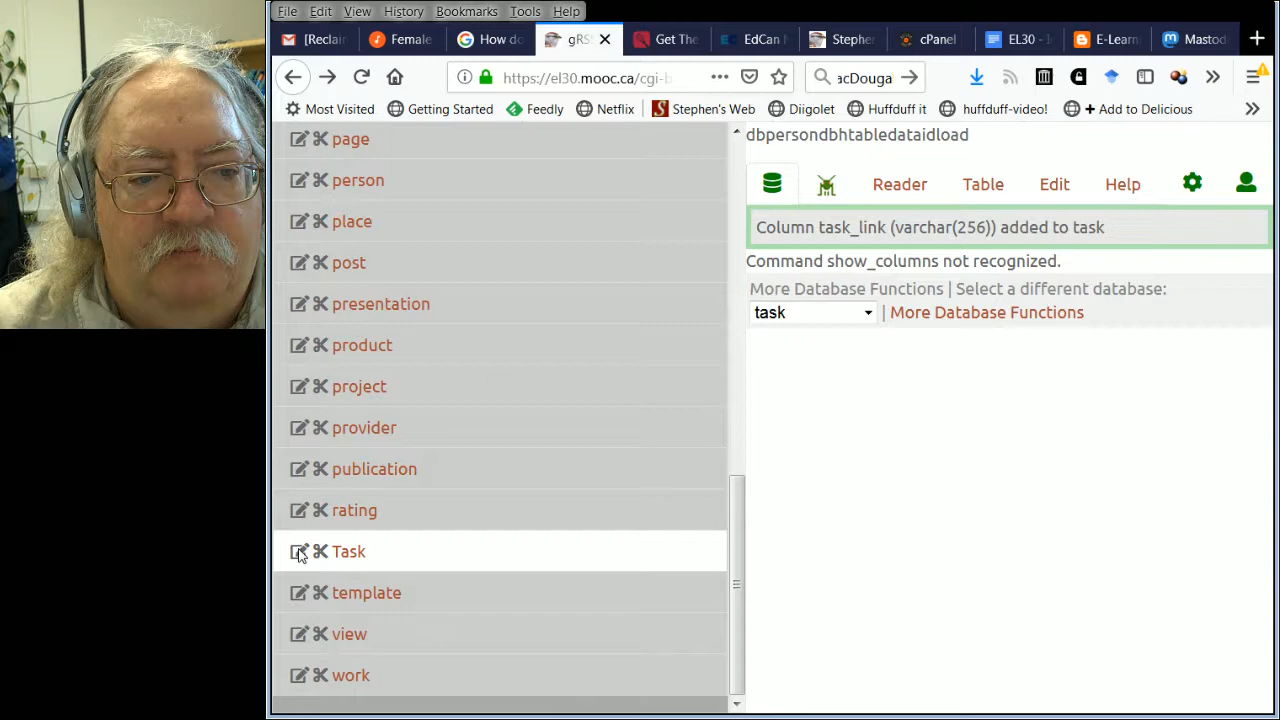 File Edit View History Bookmarks Tools Help
[Reclain Female How do gRS Get The EdCan Stephe cPanel EL30 - E-Lear Mastod
https://el30.mooc.ca/cgi-b acDouga
Most Visited Getting Started Feedly Netflix Stephen's Web Diigolet Huffduff it huffduff-video! + Add to Delicious
page
person
place
post
presentation
product
project
provider
publication
rating
Task
template
view
work
dbpersondbhtabledataidload
Reader Table Edit Help
Column task_link (varchar(256)) added to task
Command show_columns not recognized.
More Database Functions | Select a different database:
task | More Database Functions